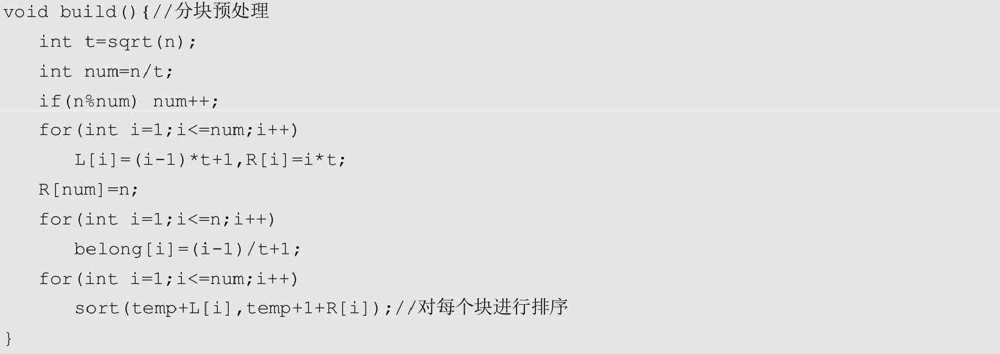 void build(){//分块预处理
   int t=sqrt(n);
   int num=n/t;
   if(n%num) num++;
   for(int i=1;i<=num;i++)
      L[i]=(i-1)*t+1,R[i]=i*t;
   R[num]=n;
   for(int i=1;i<=n;i++)
      belong[i]=(i-1)/t+1;
   for(int i=1;i<=num;i++)
      sort(temp+L[i],temp+1+R[i]);//对每个块进行排序
}